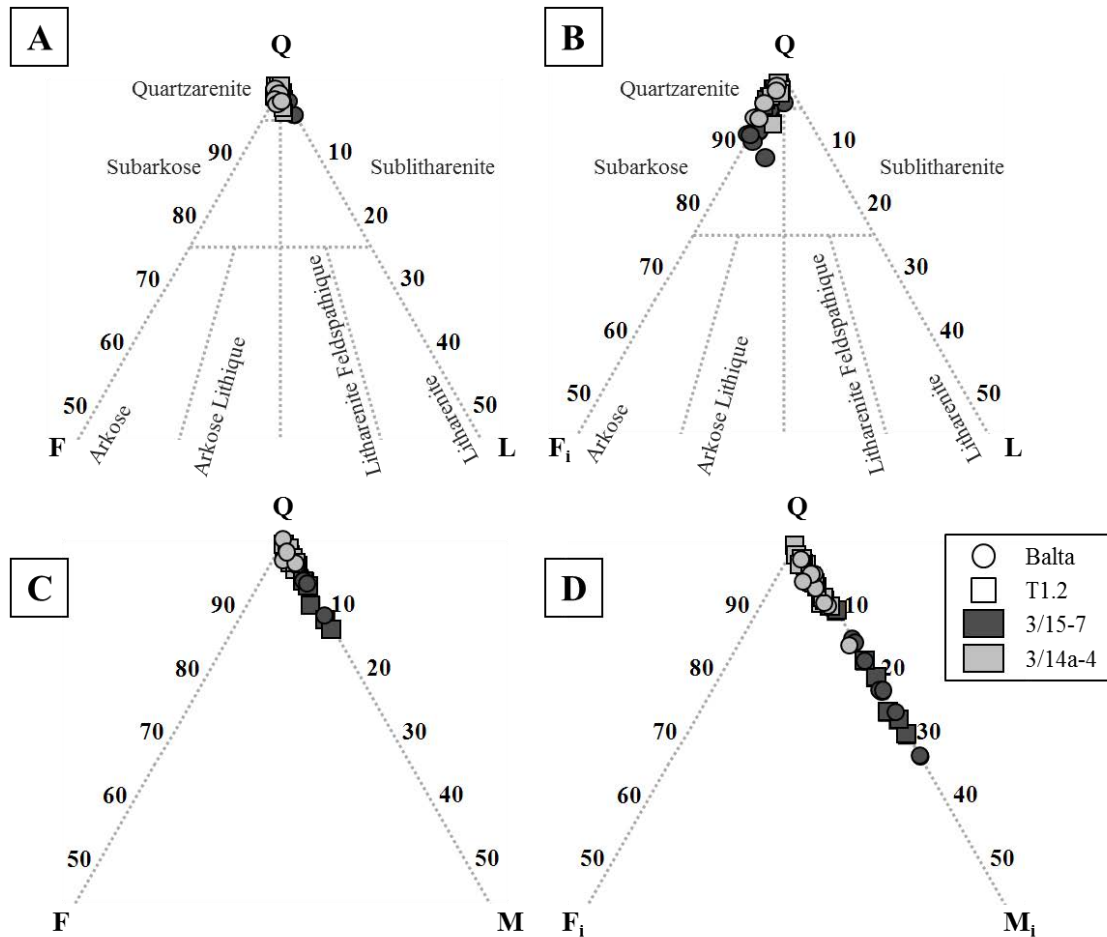 A
Q
Quartzarenite
90
10
Subarkose
Sublitharenite
80
20
70
30
60
40
50
50
F
L
Arkose
Arkose Lithique
Litharenite Feldspathique
Litharenite
B
Q
Quartzarenite
90
10
Subarkose
Sublitharenite
80
20
70
30
60
40
50
50
Fi
L
Arkose
Arkose Lithique
Litharenite Feldspathique
Litharenite
C
Q
90
10
80
20
70
30
60
40
50
50
F
M
D
Q
90
10
80
20
70
30
60
40
50
50
Fi
Mi
Balta
T1.2
3/15-7
3/14a-4